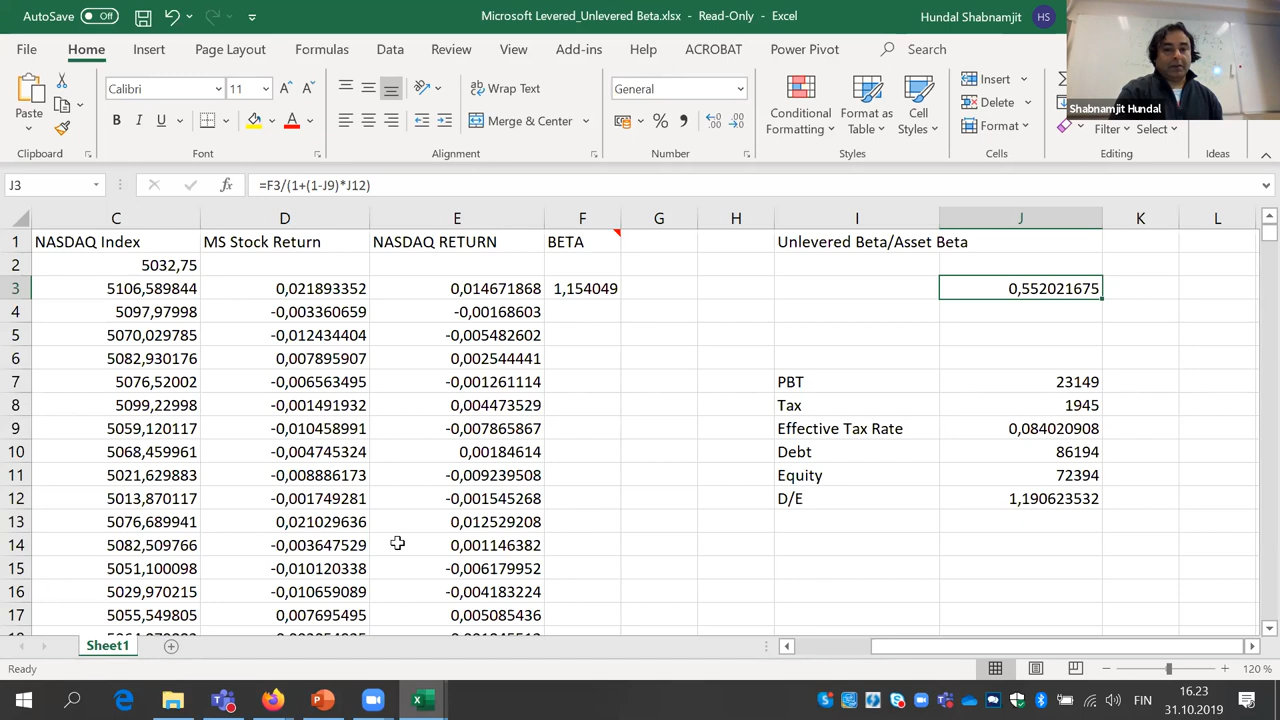 AutoSave Off Microsoft Levered_Unlevered Beta.xlsx - Read-Only - Excel Hundal Shabnamjit HS
File Home Insert Page Layout Formulas Data Review View Add-ins Help ACROBAT Power Pivot Search
Paste Calibri 11 Wrap Text General Conditional Formatting Format as Table Cell Styles Insert
B I U Merge & Center % Delete
Format Filter Select
Clipboard Font Alignment Number Styles Cells Editing Ideas
Shabnamjit Hundal
J3 fx =F3/(1+(1-J9)*J12)
C D E F G H I J K L
1 NASDAQ Index MS Stock Return NASDAQ RETURN BETA Unlevered Beta/Asset Beta
2 5032,75
3 5106,589844 0,021893352 0,014671868 1,154049 0,552021675
4 5097,97998 -0,003360659 -0,00168603
5 5070,029785 -0,012434404 -0,005482602
6 5082,930176 0,007895907 0,002544441
7 5076,52002 -0,006563495 -0,001261114 PBT 23149
8 5099,22998 -0,001491932 0,004473529 Tax 1945
9 5059,120117 -0,010458991 -0,007865867 Effective Tax Rate 0,084020908
10 5068,459961 -0,004745324 0,00184614 Debt 86194
11 5021,629883 -0,008886173 -0,009239508 Equity 72394
12 5013,870117 -0,001749281 -0,001545268 D/E 1,190623532
13 5076,689941 0,021029636 0,012529208
14 5082,509766 -0,003647529 0,001146382
15 5051,100098 -0,010120338 -0,006179952
16 5029,970215 -0,010659089 -0,004183224
17 5055,549805 0,007695495 0,005085436
Sheet1
Ready 120 %
FIN 16.23
31.10.2019